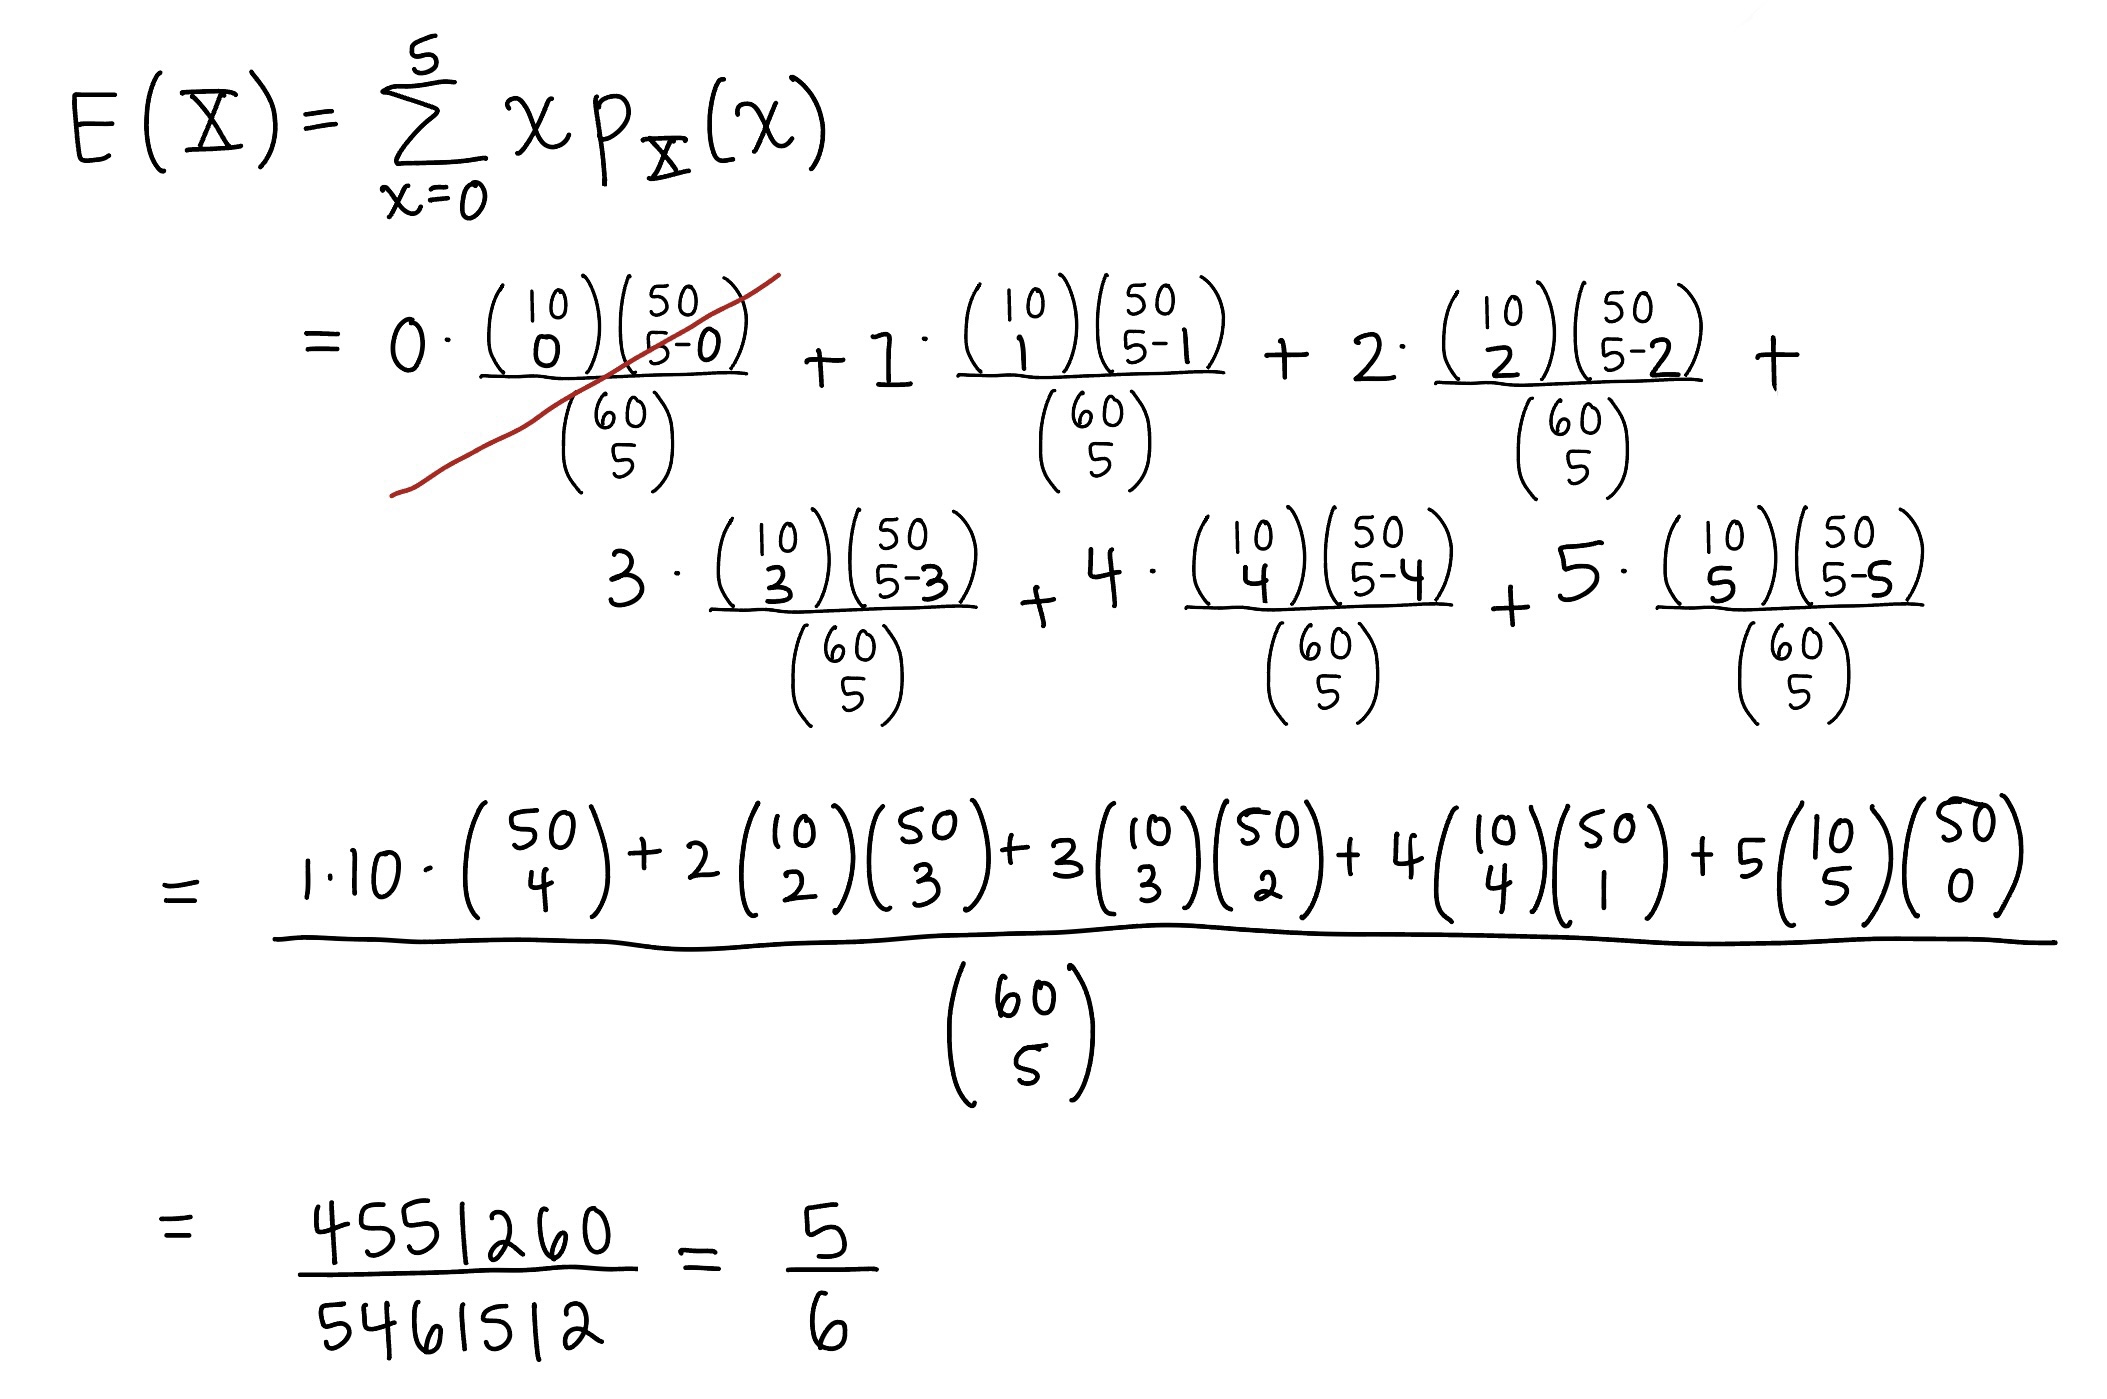 E(X) = \sum_{x=0}^{5} x p_X(x)
= 0 \cdot \frac{\binom{10}{0}\binom{50}{5-0}}{\binom{60}{5}} + 1 \cdot \frac{\binom{10}{1}\binom{50}{5-1}}{\binom{60}{5}} + 2 \cdot \frac{\binom{10}{2}\binom{50}{5-2}}{\binom{60}{5}} +
3 \cdot \frac{\binom{10}{3}\binom{50}{5-3}}{\binom{60}{5}} + 4 \cdot \frac{\binom{10}{4}\binom{50}{5-4}}{\binom{60}{5}} + 5 \cdot \frac{\binom{10}{5}\binom{50}{5-5}}{\binom{60}{5}}
= \frac{1 \cdot 10 \cdot \binom{50}{4} + 2\binom{10}{2}\binom{50}{3} + 3\binom{10}{3}\binom{50}{2} + 4\binom{10}{4}\binom{50}{1} + 5\binom{10}{5}\binom{50}{0}}{\binom{60}{5}}
= \frac{4551260}{5461512} = \frac{5}{6}